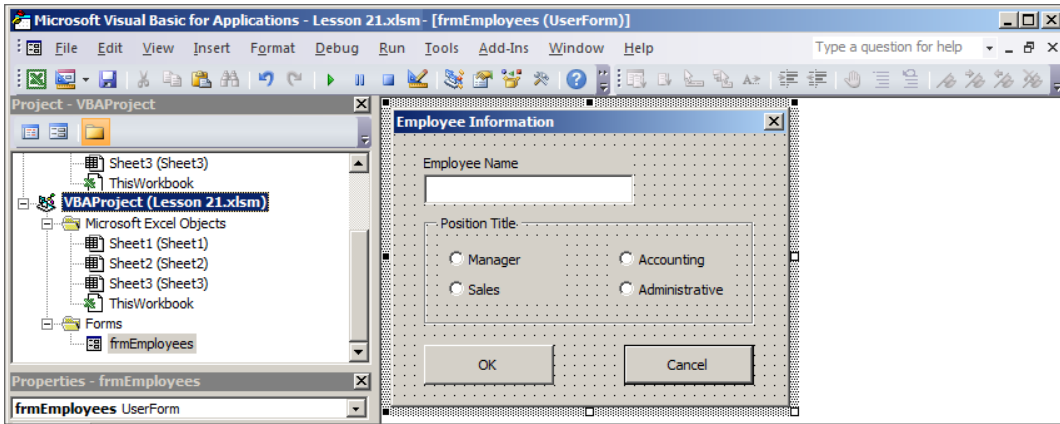 Microsoft Visual Basic for Applications - Lesson 21.xlsm - [frmEmployees (UserForm)]
File Edit View Insert Format Debug Run Tools Add-Ins Window Help
Type a question for help
Project - VBAProject
Sheet3 (Sheet3)
ThisWorkbook
VBAProject (Lesson 21.xlsm)
Microsoft Excel Objects
Sheet1 (Sheet1)
Sheet2 (Sheet2)
Sheet3 (Sheet3)
ThisWorkbook
Forms
frmEmployees
Properties - frmEmployees
frmEmployees UserForm
Employee Information
Employee Name
Position Title
Manager
Accounting
Sales
Administrative
OK
Cancel